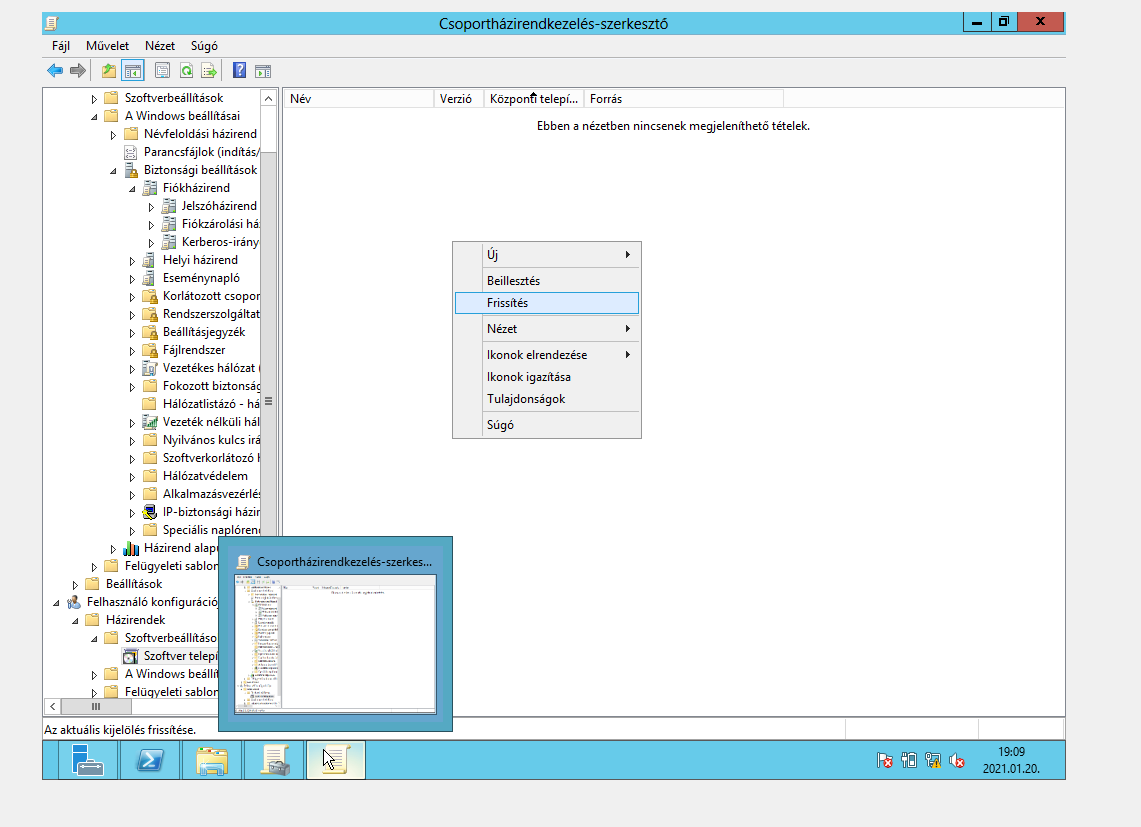 Csoportházirendkezelés-szerkesztő
Fájl Művelet Nézet Súgó
Név Verzió Központi telepí... Forrás
Ebben a nézetben nincsenek megjeleníthető tételek.
Szoftverbeállítások
A Windows beállításai
Névfeloldási házirend
Parancsfájlok (indítás/
Biztonsági beállítások
Fiókházirend
Jelszóházirend
Fiókzárolási há
Kerberos-irány
Helyi házirend
Eseménynapló
Korlátozott csopor
Rendszerszolgáltat
Beállításjegyzék
Fájlrendszer
Vezetékes hálózat (
Fokozott biztonság
Hálózatlistázó - há
Vezeték nélküli hál
Nyilvános kulcs irá
Szoftverkorlátozó h
Hálózatvédelem
Alkalmazásvezérlés
IP-biztonsági házir
Speciális naplóren
Házirend alapu
Felügyeleti sablon
Beállítások
Felhasználó konfiguráció
Házirendek
Szoftverbeállításo
Szoftver telepí
A Windows beállít
Felügyeleti sablon
Új
Beillesztés
Frissítés
Nézet
Ikonok elrendezése
Ikonok igazítása
Tulajdonságok
Súgó
Csoportházirendkezelés-szerkes...
Az aktuális kijelölés frissítése.
19:09
2021.01.20.